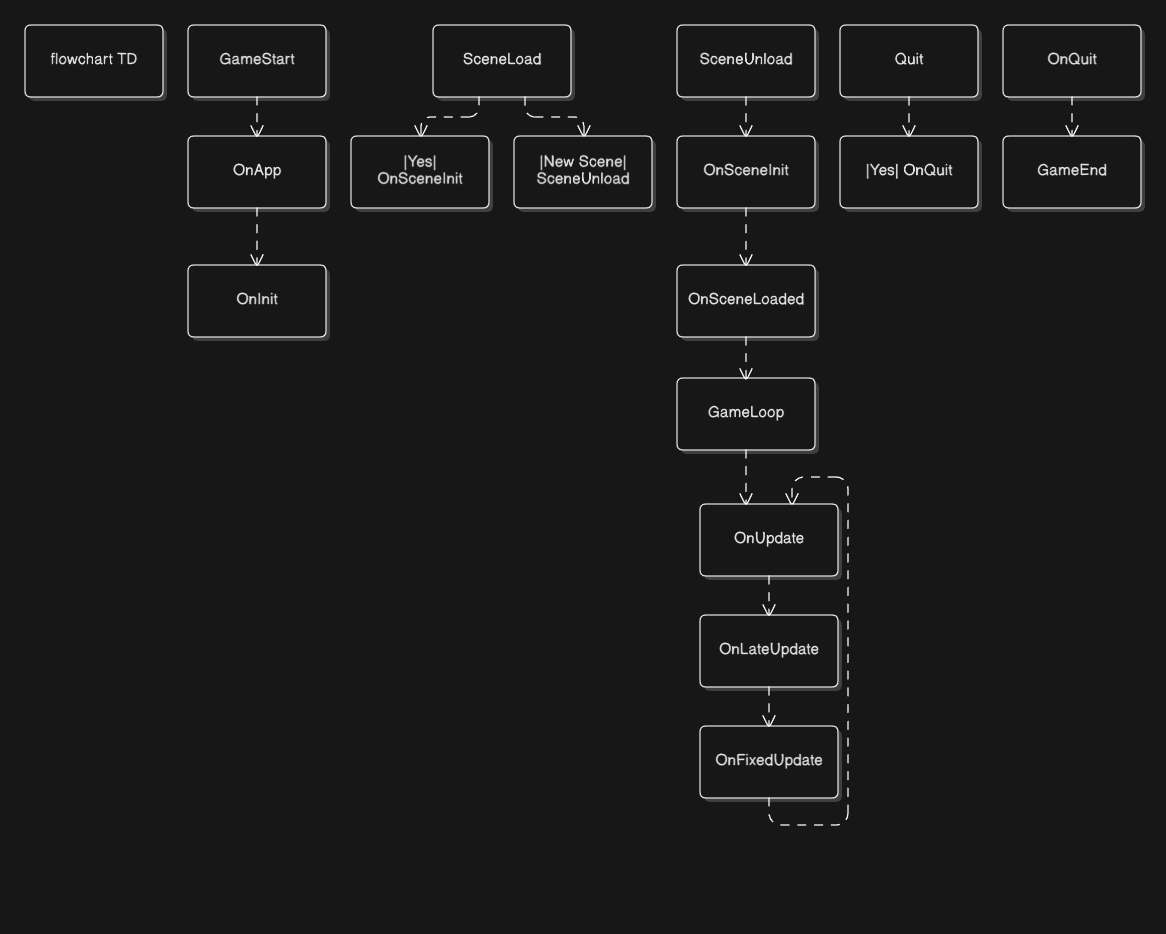 flowchart TD
GameStart
SceneLoad
SceneUnload
Quit
OnQuit
OnApp
|Yes|
OnSceneInit
|New Scene|
SceneUnload
OnSceneInit
|Yes| OnQuit
GameEnd
OnInit
OnSceneLoaded
GameLoop
OnUpdate
OnLateUpdate
OnFixedUpdate